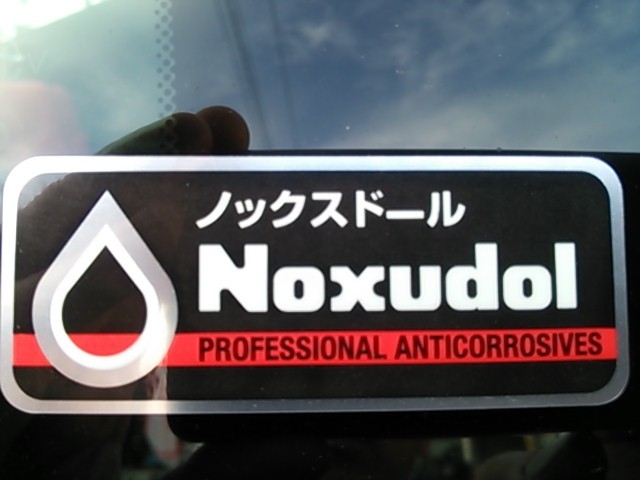 ノックスドール
Noxudol
PROFESSIONAL ANTICORROSIVES